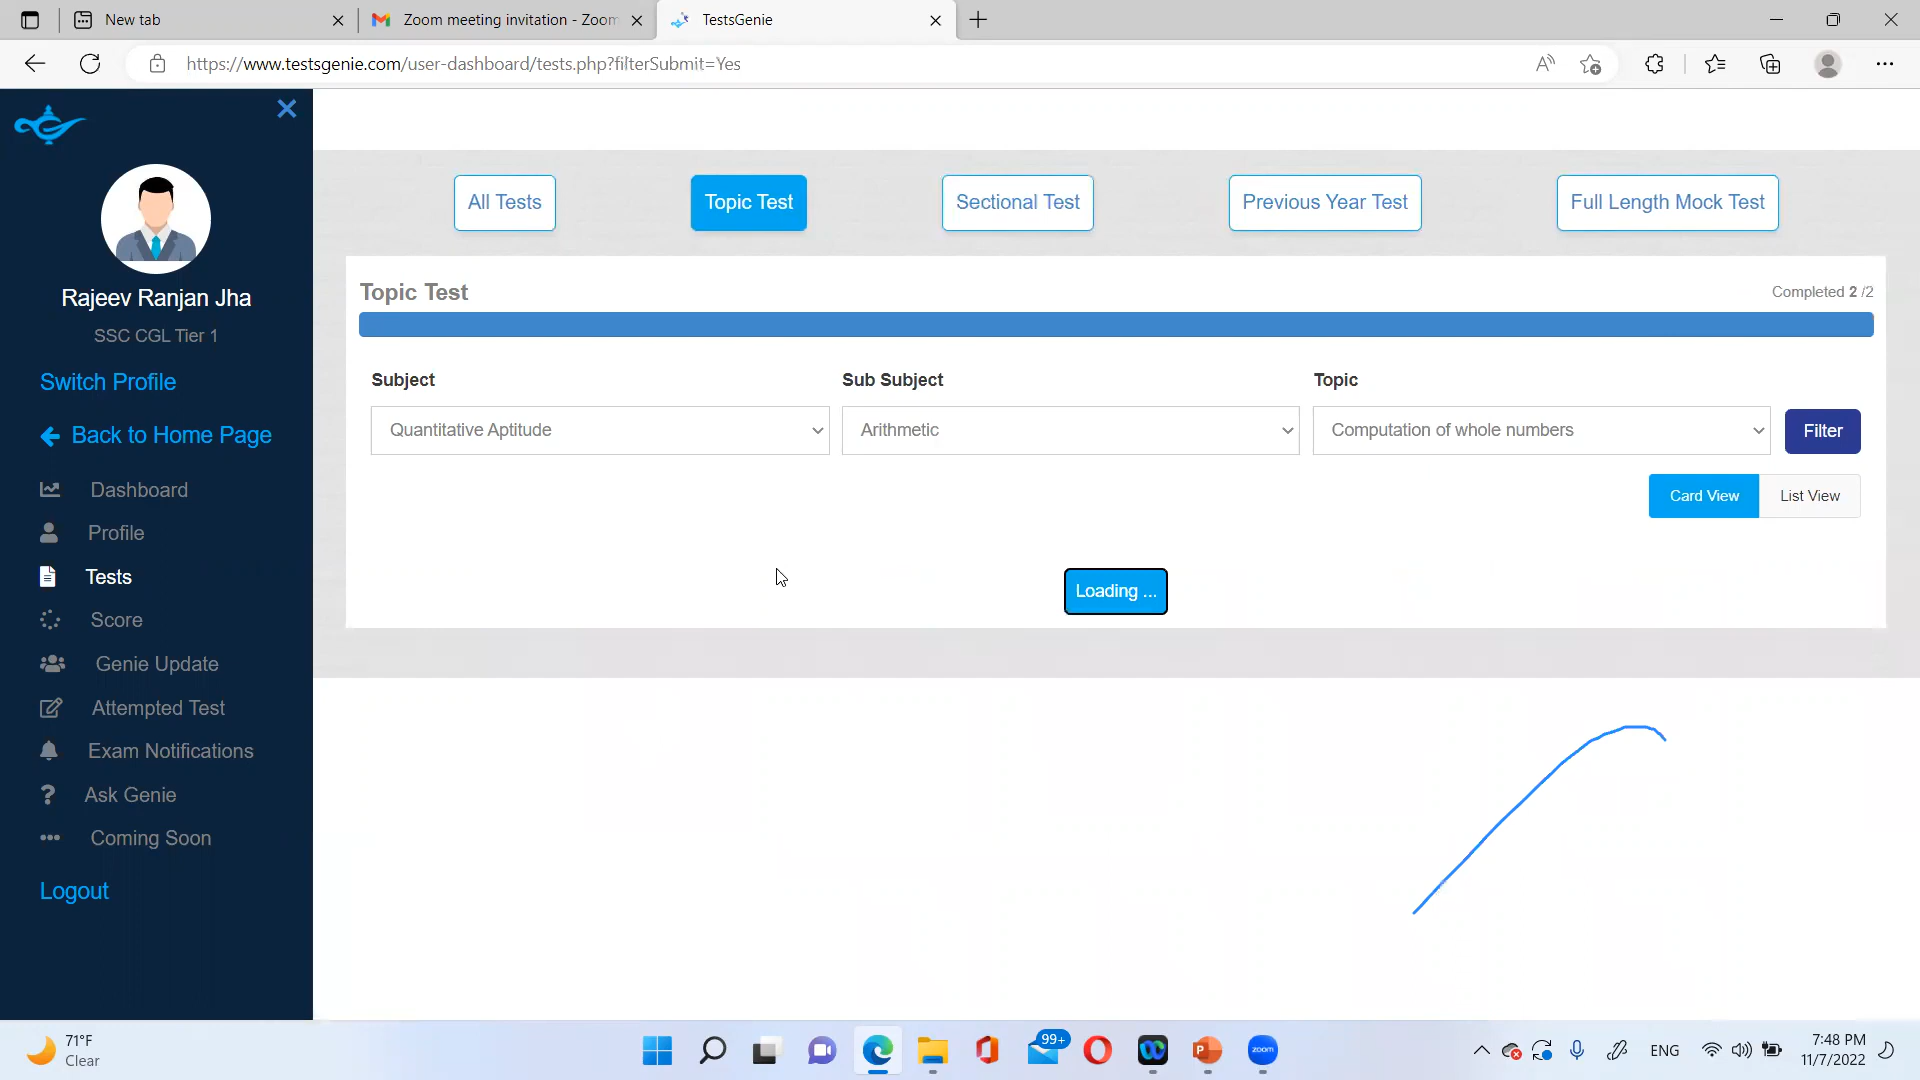 New tab
Zoom meeting invitation - Zoom
TestsGenie
https://www.testsgenie.com/user-dashboard/tests.php?filterSubmit=Yes
Rajeev Ranjan Jha
SSC CGL Tier 1
Switch Profile
Back to Home Page
Dashboard
Profile
Tests
Score
Genie Update
Attempted Test
Exam Notifications
Ask Genie
Coming Soon
Logout
All Tests
Topic Test
Sectional Test
Previous Year Test
Full Length Mock Test
Topic Test
Completed 2 /2
Subject
Sub Subject
Topic
Quantitative Aptitude
Arithmetic
Computation of whole numbers
Filter
Card View
List View
Loading ...
71°F
Clear
99+
zoom
ENG
7:48 PM
11/7/2022